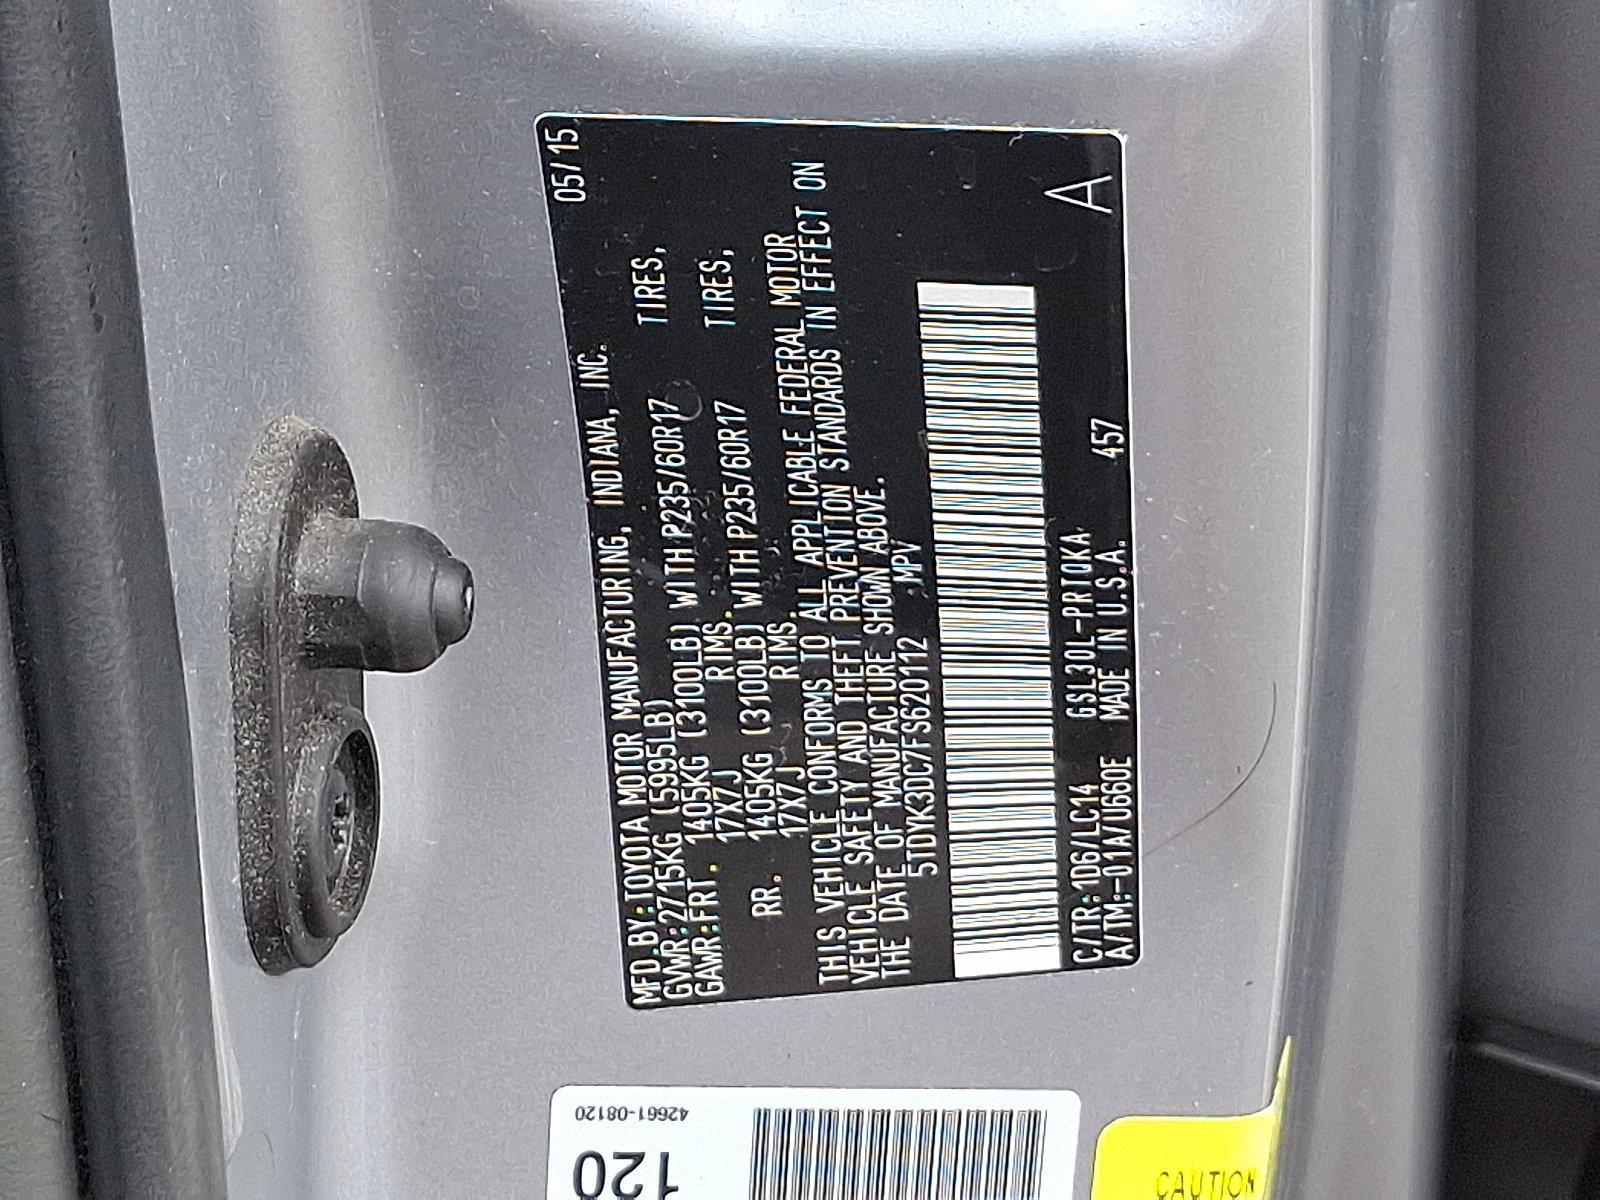 MFD.BY:TOYOTA MOTOR MANUFACTURING, INDIANA, INC. 05/15
GVWR:2715KG (5995LB)
GAWR:FRT. 1405KG (3100LB) WITH P235/60R17 TIRES,
17X7J RIMS.
RR. 1405KG (3100LB) WITH P235/60R17 TIRES,
17X7J RIMS.
THIS VEHICLE CONFORMS TO ALL APPLICABLE FEDERAL MOTOR
VEHICLE SAFETY AND THEFT PREVENTION STANDARDS IN EFFECT ON
THE DATE OF MANUFACTURE SHOWN ABOVE.
5TDYK3DC7FS620112 MPV
C/TR:1D6/LC14 GSL30L-PRTQKA
A/TM:-01A/U660E MADE IN U.S.A. 457
A
42661-08120
120
CAUTION